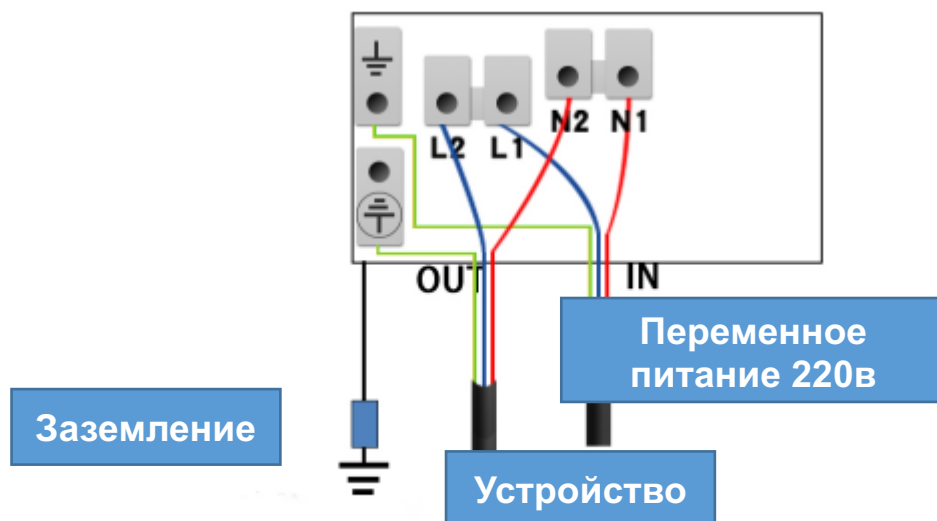 L2 L1 N2 N1
OUT IN
Переменное
питание 220в
Заземление
Устройство